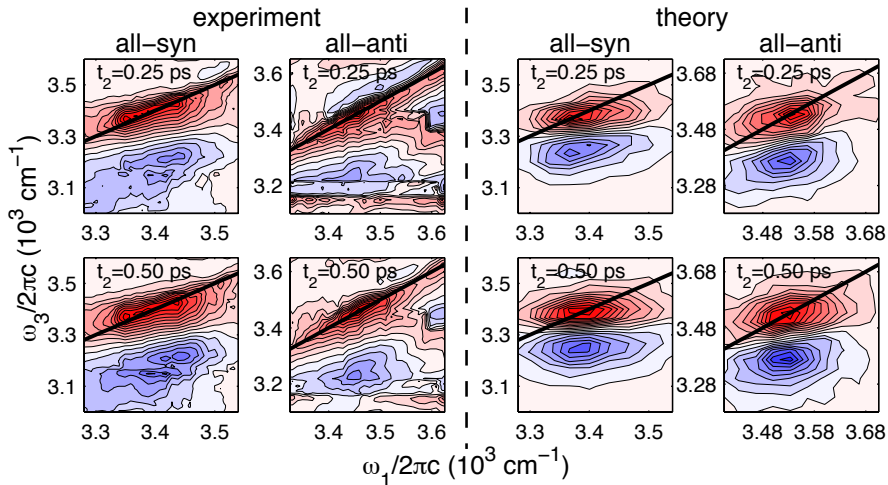 experiment theory
all-syn all-anti all-syn all-anti
t₂=0.25 ps t₂=0.25 ps t₂=0.25 ps t₂=0.25 ps
3.5 3.6 3.5 3.68
3.3 3.4 3.3 3.48
3.1 3.2 3.1 3.28
3.3 3.4 3.5 3.4 3.5 3.6 3.3 3.4 3.5 3.48 3.58 3.68
t₂=0.50 ps t₂=0.50 ps t₂=0.50 ps t₂=0.50 ps
3.5 3.6 3.5 3.68
3.3 3.4 3.3 3.48
3.1 3.2 3.1 3.28
3.3 3.4 3.5 3.4 3.5 3.6 3.3 3.4 3.5 3.48 3.58 3.68
ω₃/2πc (10³ cm⁻¹)
ω₁/2πc (10³ cm⁻¹)